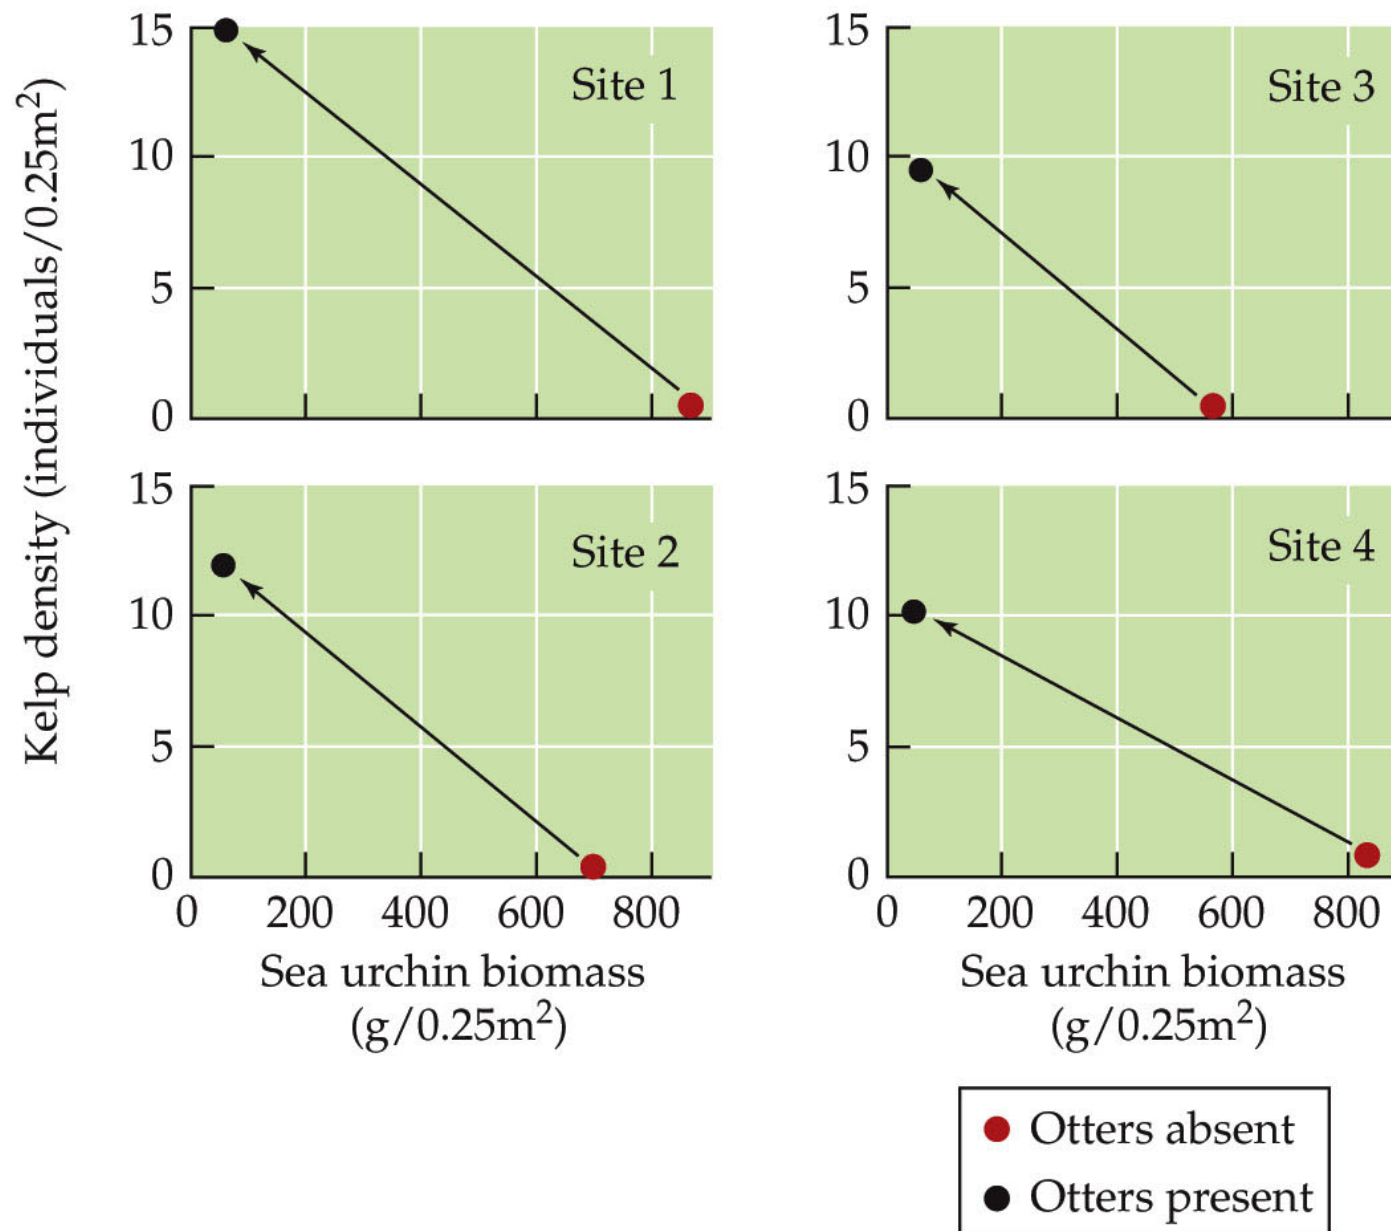 Kelp density (individuals/0.25m²)
15
10
5
0
Site 1
15
10
5
0
Site 3
15
10
5
0
Site 2
0 200 400 600 800
Sea urchin biomass
(g/0.25m²)
15
10
5
0
Site 4
0 200 400 600 800
Sea urchin biomass
(g/0.25m²)
Otters absent
Otters present